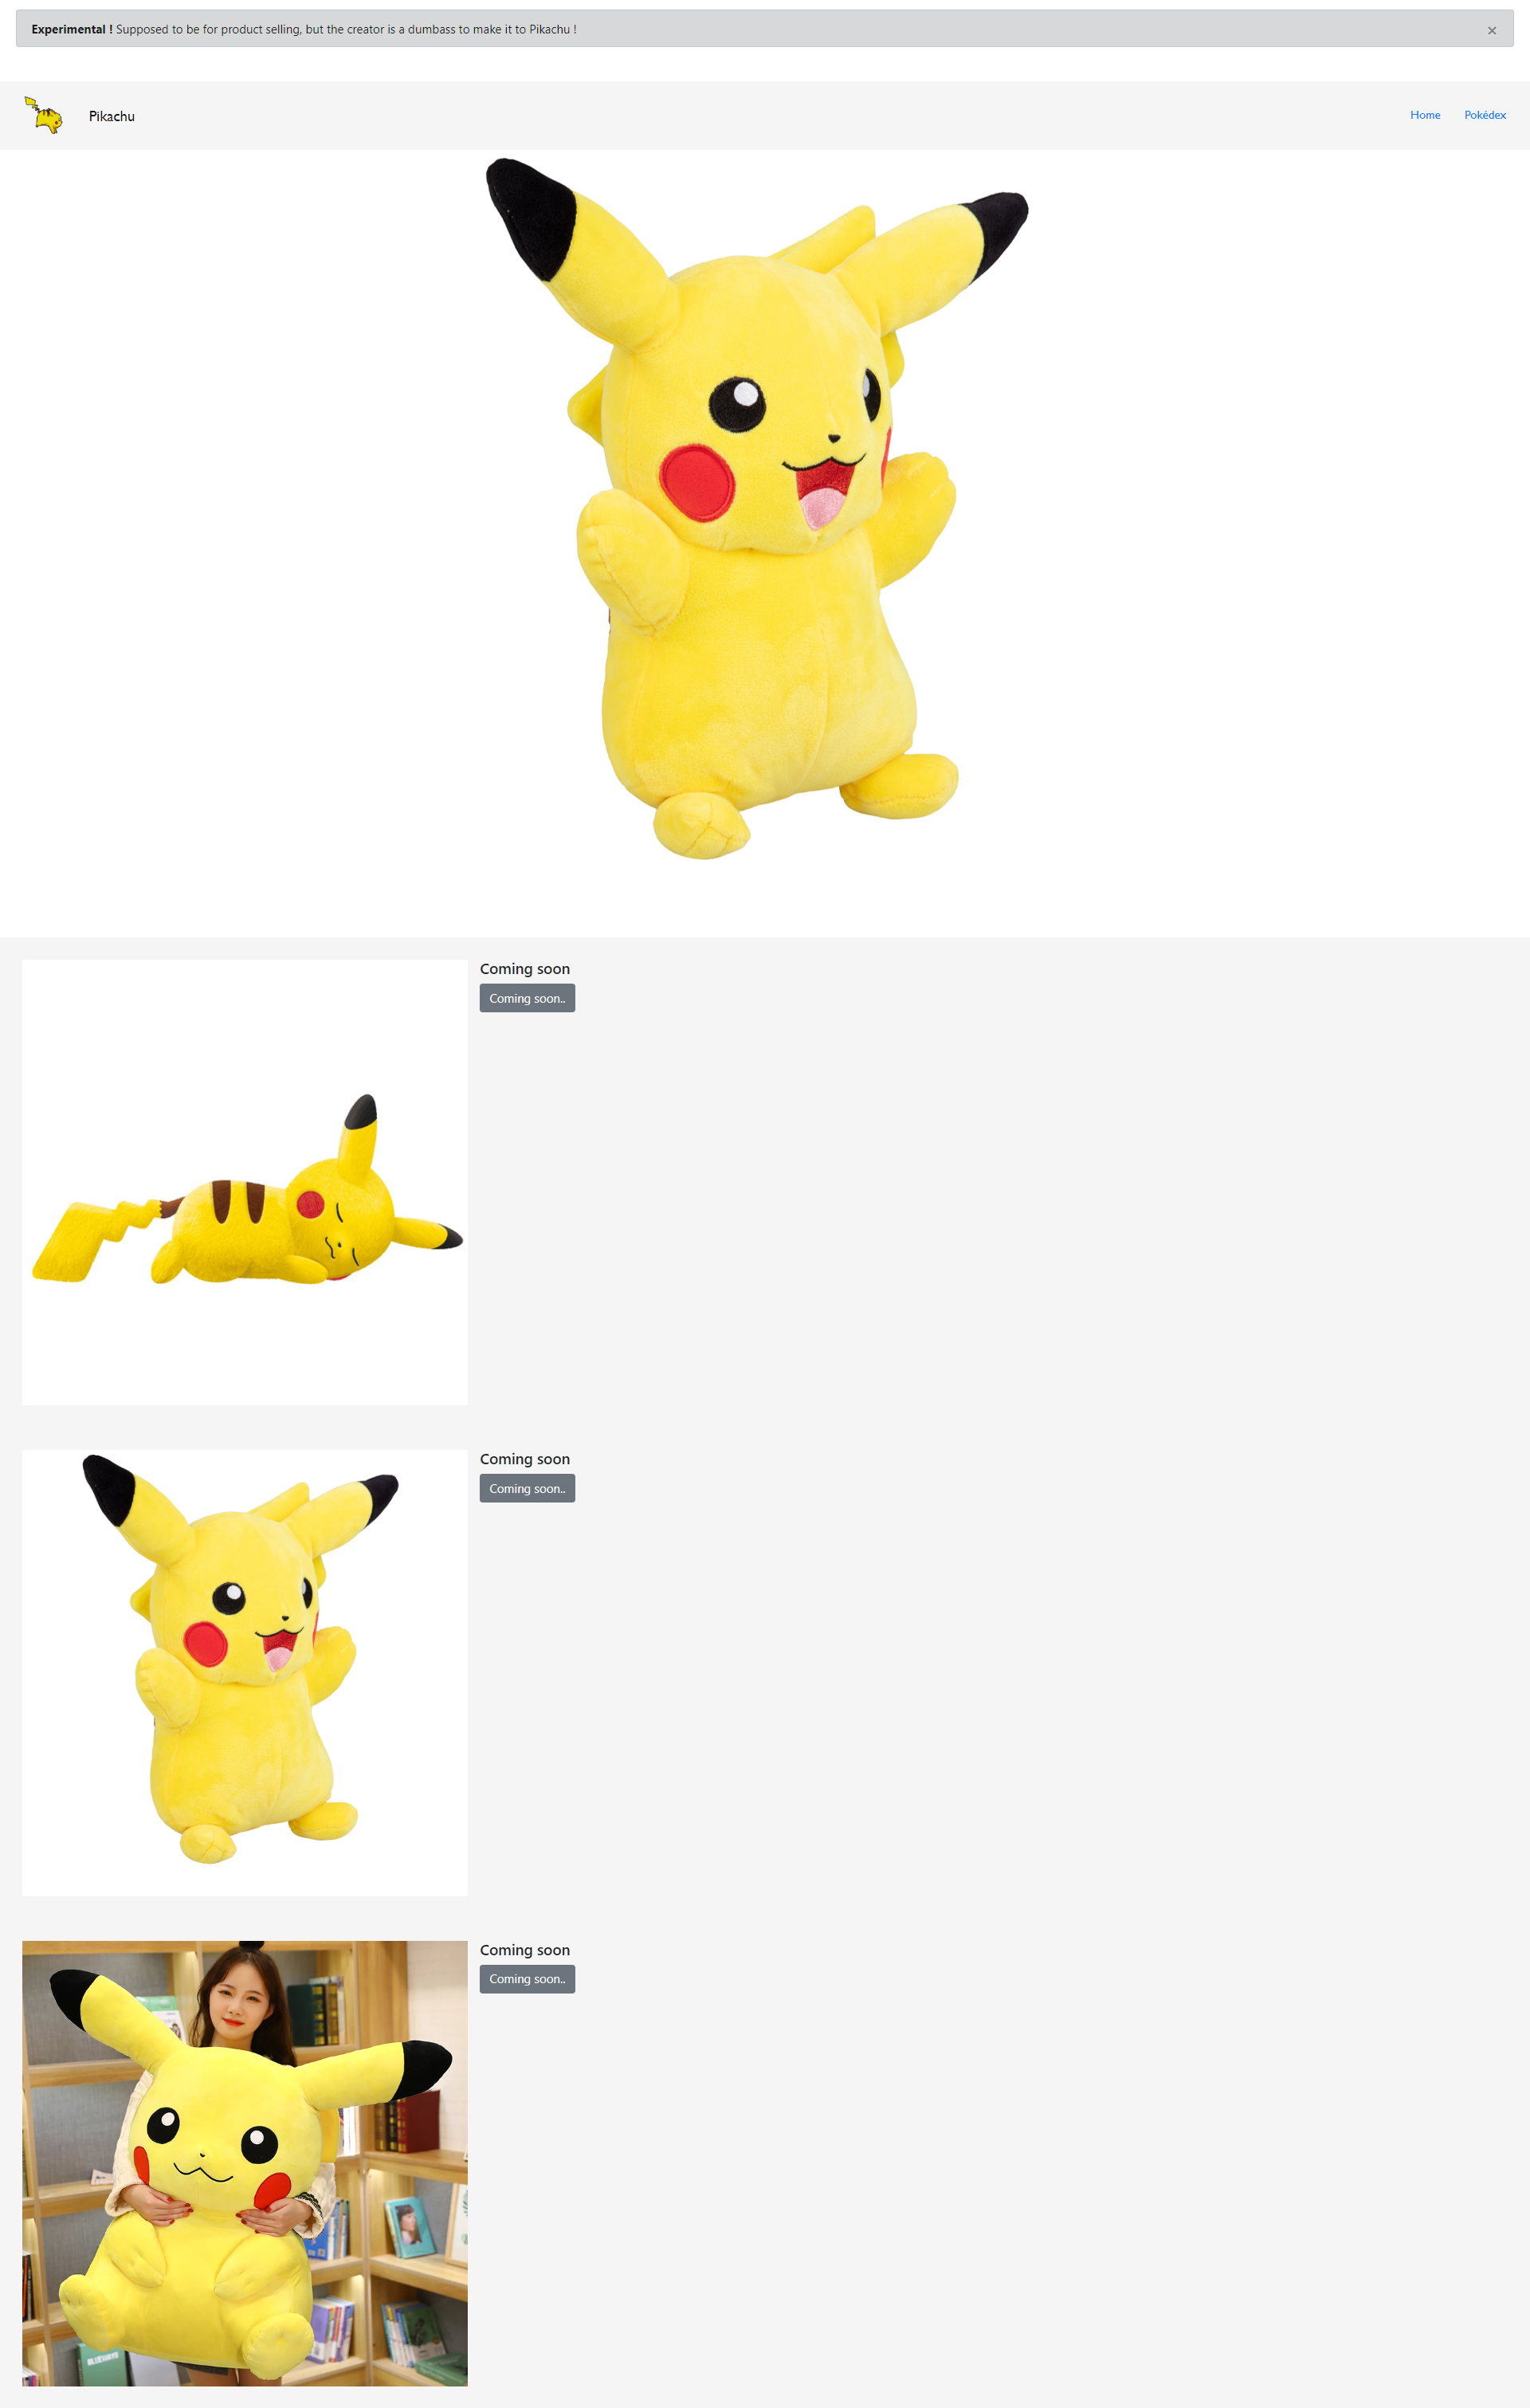 Experimental ! Supposed to be for product selling, but the creator is a dumbass to make it to Pikachu !
×
Pikachu
Home
Pokédex
Coming soon
Coming soon..
Coming soon
Coming soon..
Coming soon
Coming soon..